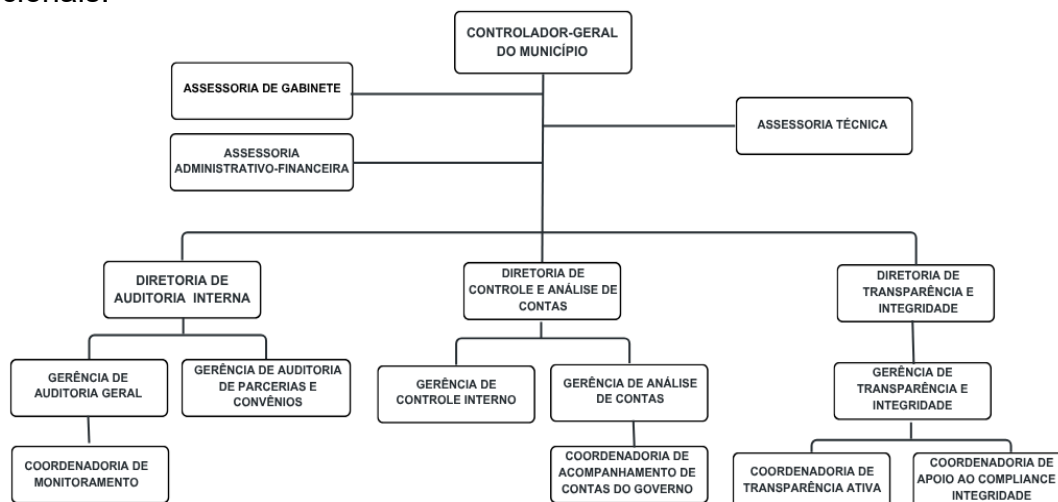 cionais.
CONTROLADOR-GERAL
DO MUNICÍPIO
ASSESSORIA DE GABINETE
ASSESSORIA TÉCNICA
ASSESSORIA
ADMINISTRATIVO-FINANCEIRA
DIRETORIA DE
AUDITORIA INTERNA
DIRETORIA DE
CONTROLE E ANÁLISE DE
CONTAS
DIRETORIA DE
TRANSPARÊNCIA E
INTEGRIDADE
GERÊNCIA DE
AUDITORIA GERAL
GERÊNCIA DE AUDITORIA
DE PARCERIAS E
CONVÊNIOS
GERÊNCIA DE
CONTROLE INTERNO
GERÊNCIA DE ANÁLISE
DE CONTAS
GERÊNCIA DE
TRANSPARÊNCIA E
INTEGRIDADE
COORDENADORIA DE
MONITORAMENTO
COORDENADORIA DE
ACOMPANHAMENTO DE
CONTAS DO GOVERNO
COORDENADORIA DE
TRANSPARÊNCIA ATIVA
COORDENADORIA DE
APOIO AO COMPLIANCE E
INTEGRIDADE